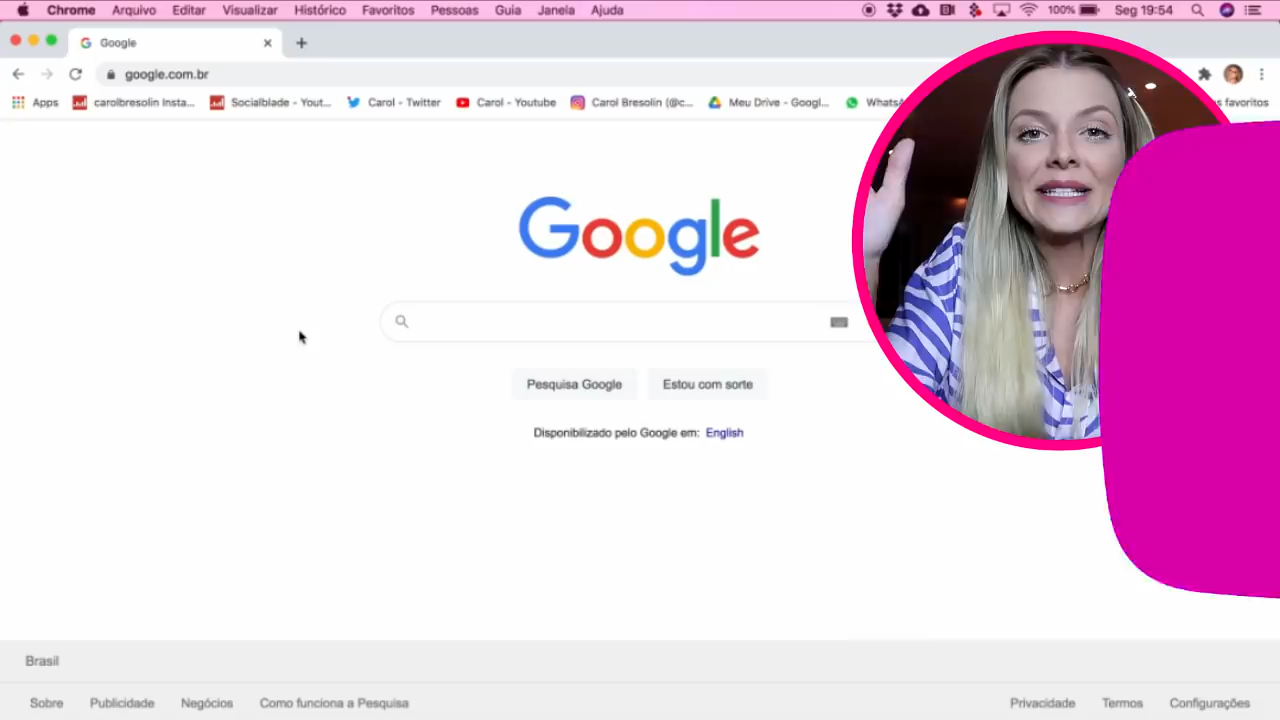 Chrome Arquivo Editar Visualizar Histórico Favoritos Pessoas Guia Janela Ajuda 100% Seg 19:54
Google
google.com.br
Apps carolbresolin Insta... Socialblade - Yout... Carol - Twitter Carol - Youtube Carol Bresolin (@c... Meu Drive - Googl... favoritos
Google
Pesquisa Google Estou com sorte
Disponibilizado pelo Google em: English
Brasil
Sobre Publicidade Negócios Como funciona a Pesquisa Privacidade Termos Configurações